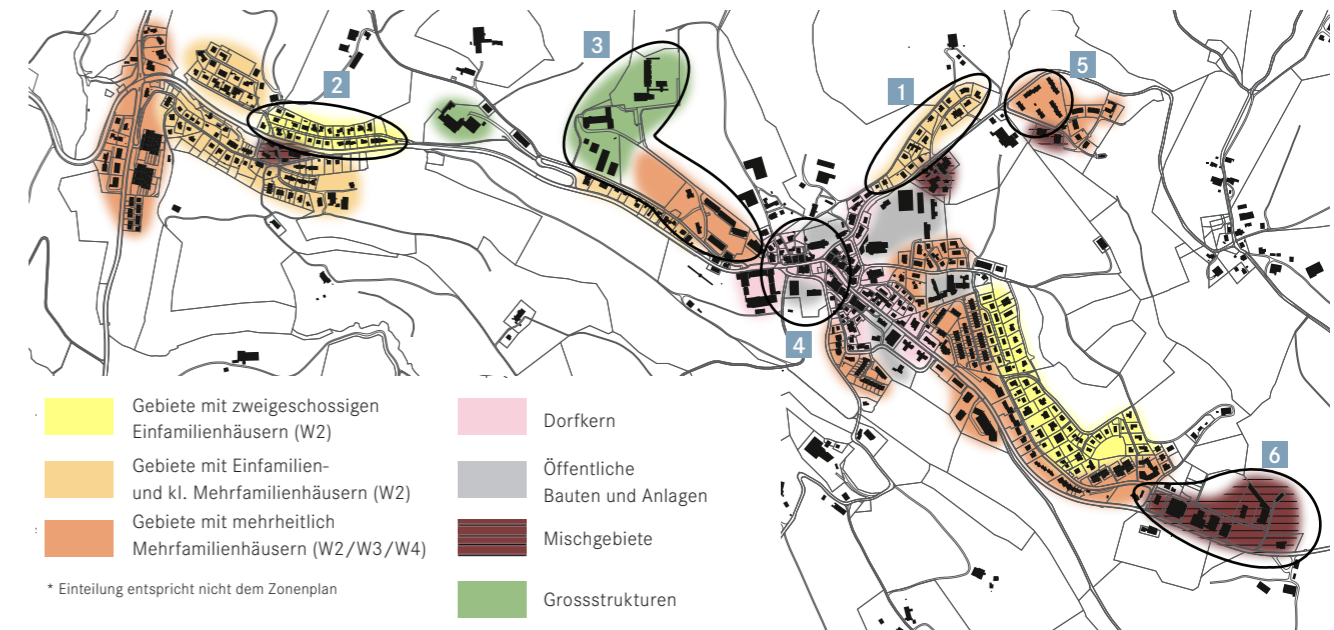 3
5
2
1
4
6
Gebiete mit zweigeschossigen
Einfamilienhäusern (W2)
Gebiete mit Einfamilien-
und kl. Mehrfamilienhäusern (W2)
Gebiete mit mehrheitlich
Mehrfamilienhäusern (W2/W3/W4)
* Einteilung entspricht nicht dem Zonenplan
Dorfkern
Öffentliche
Bauten und Anlagen
Mischgebiete
Grossstrukturen